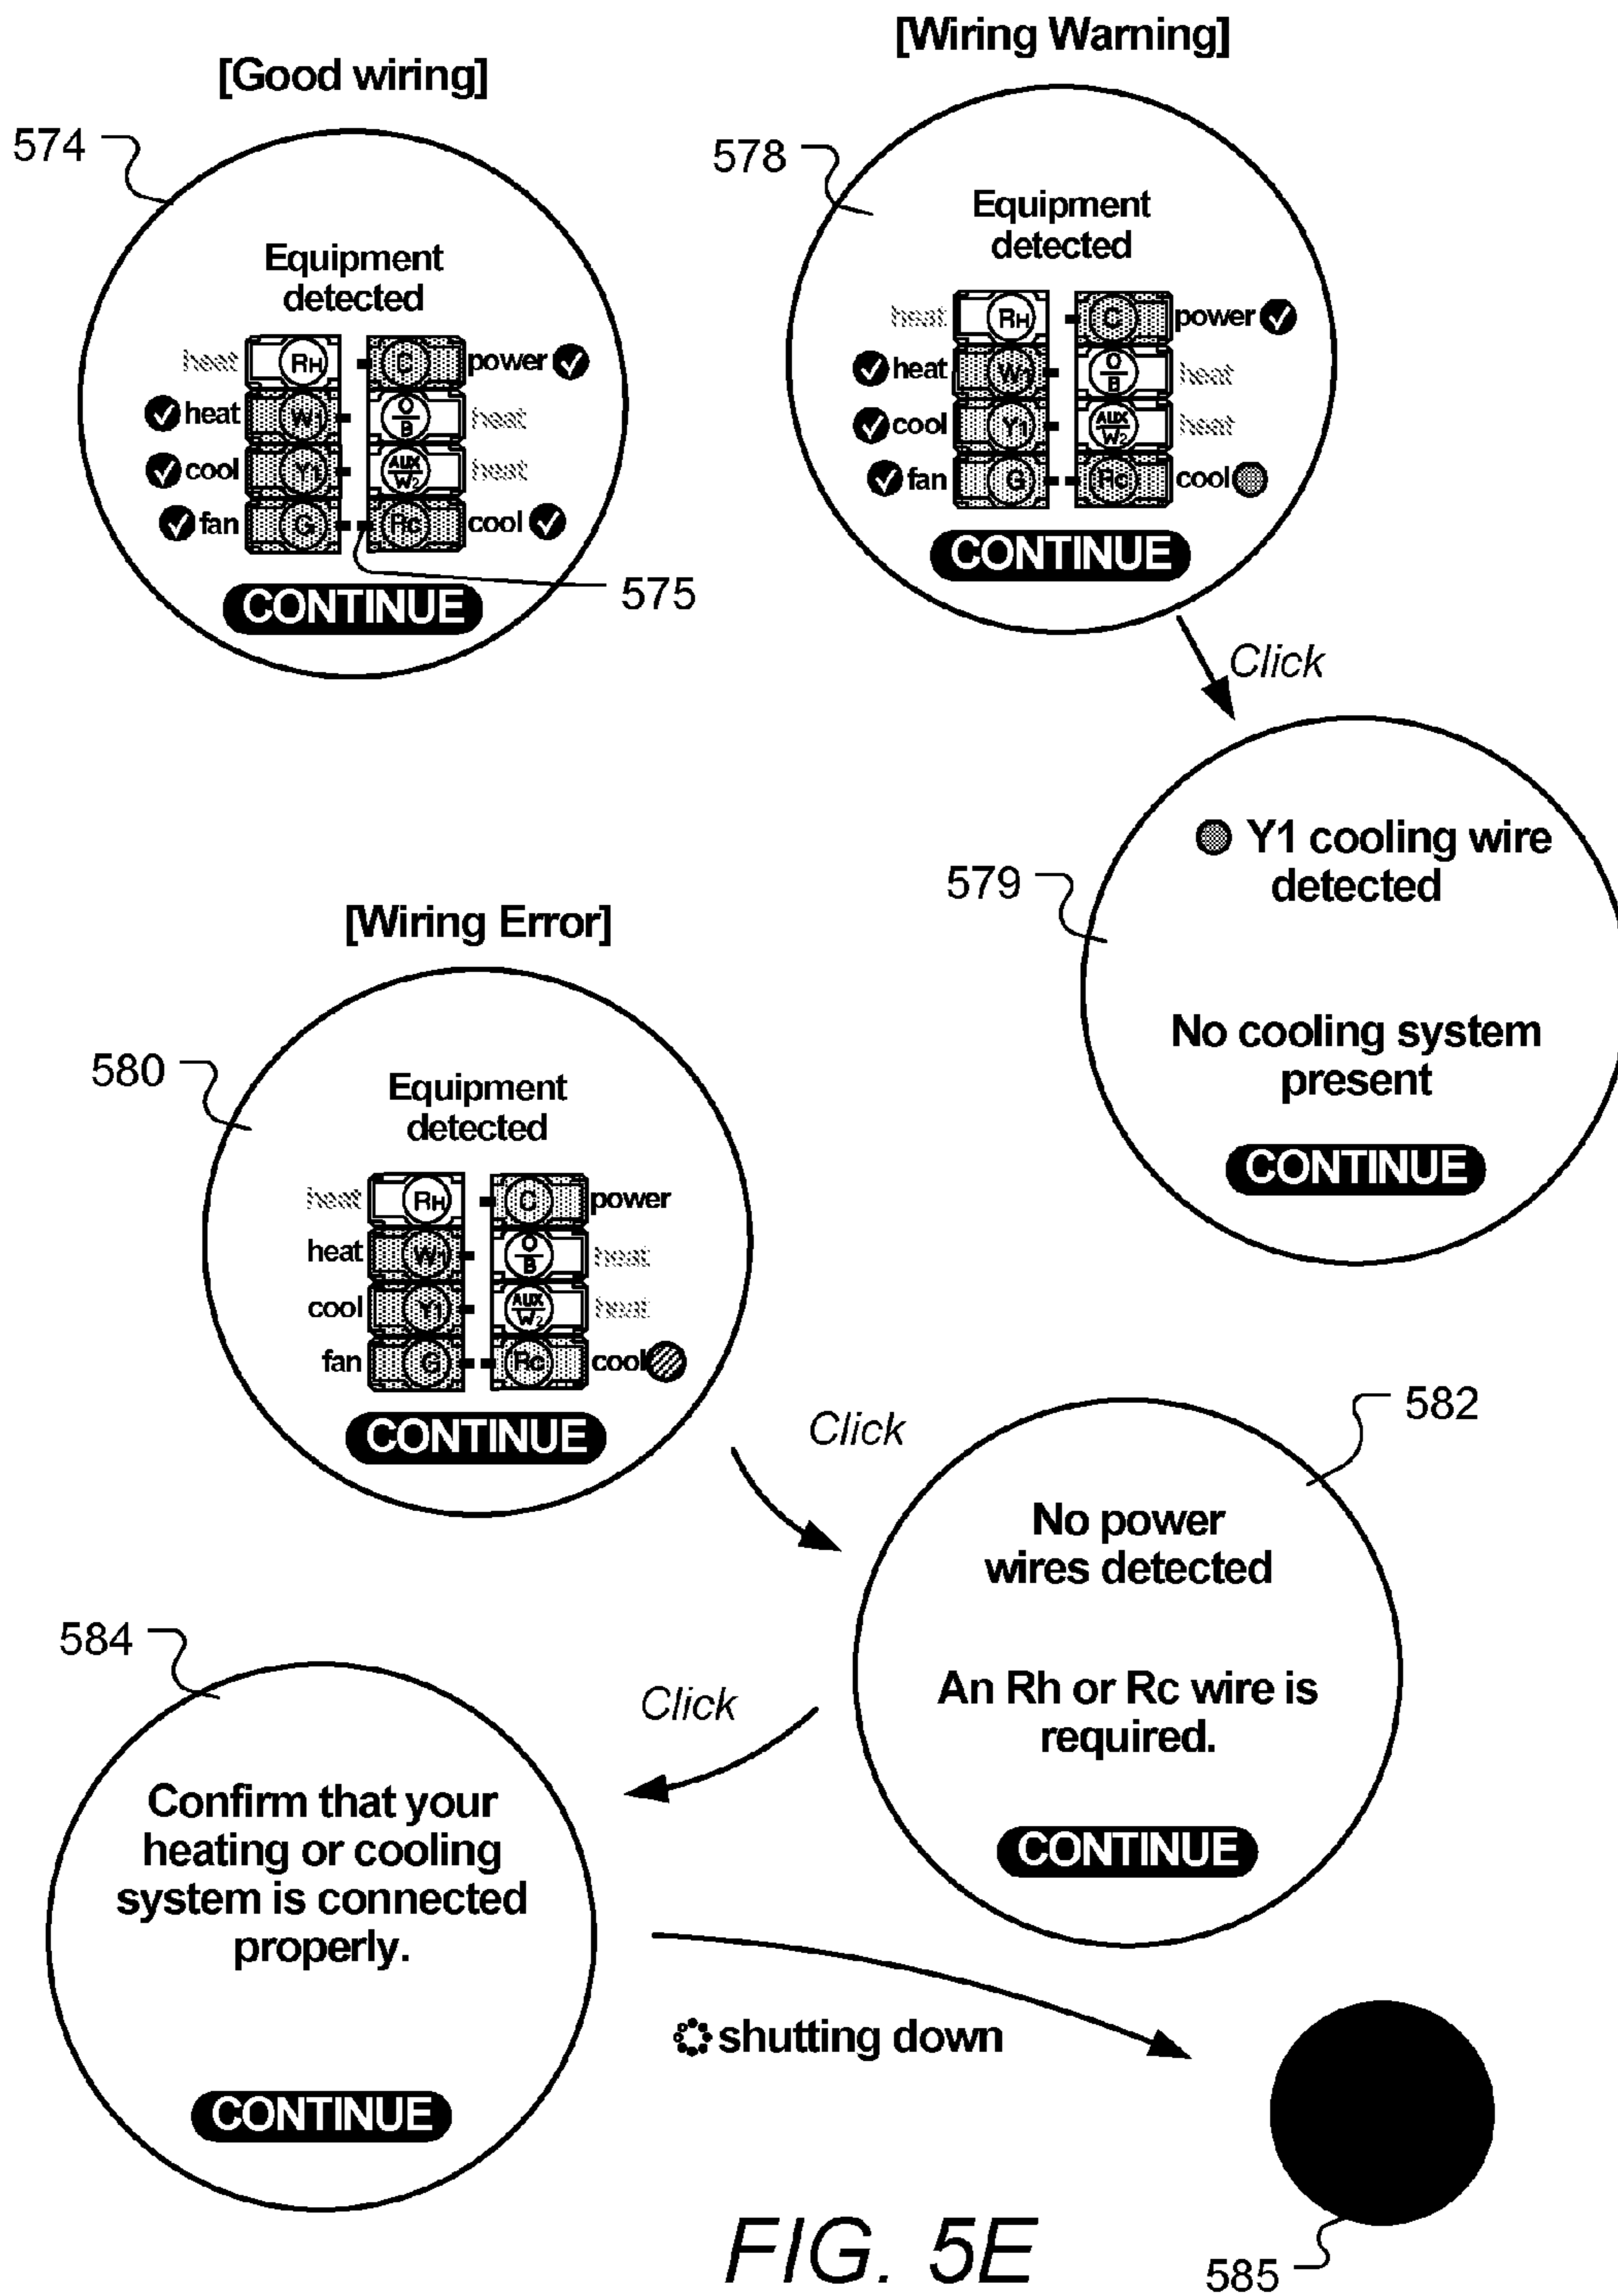 [Wiring Warning]
[Good wiring]
574
578
Equipment
detected
heat RH C power
heat W1 O/B heat
cool Y1 AUX/W2 heat
fan G Rc cool
CONTINUE
575
Equipment
detected
heat RH C power
heat W1 O/B heat
cool Y1 AUX/W2 heat
fan G Rc cool
CONTINUE
Click
579
Y1 cooling wire
detected
No cooling system
present
CONTINUE
[Wiring Error]
580
Equipment
detected
heat RH C power
heat W1 O/B heat
cool Y1 AUX/W2 heat
fan G Rc cool
CONTINUE
Click
582
No power
wires detected
An Rh or Rc wire is
required.
CONTINUE
Click
584
Confirm that your
heating or cooling
system is connected
properly.
CONTINUE
shutting down
585
FIG. 5E